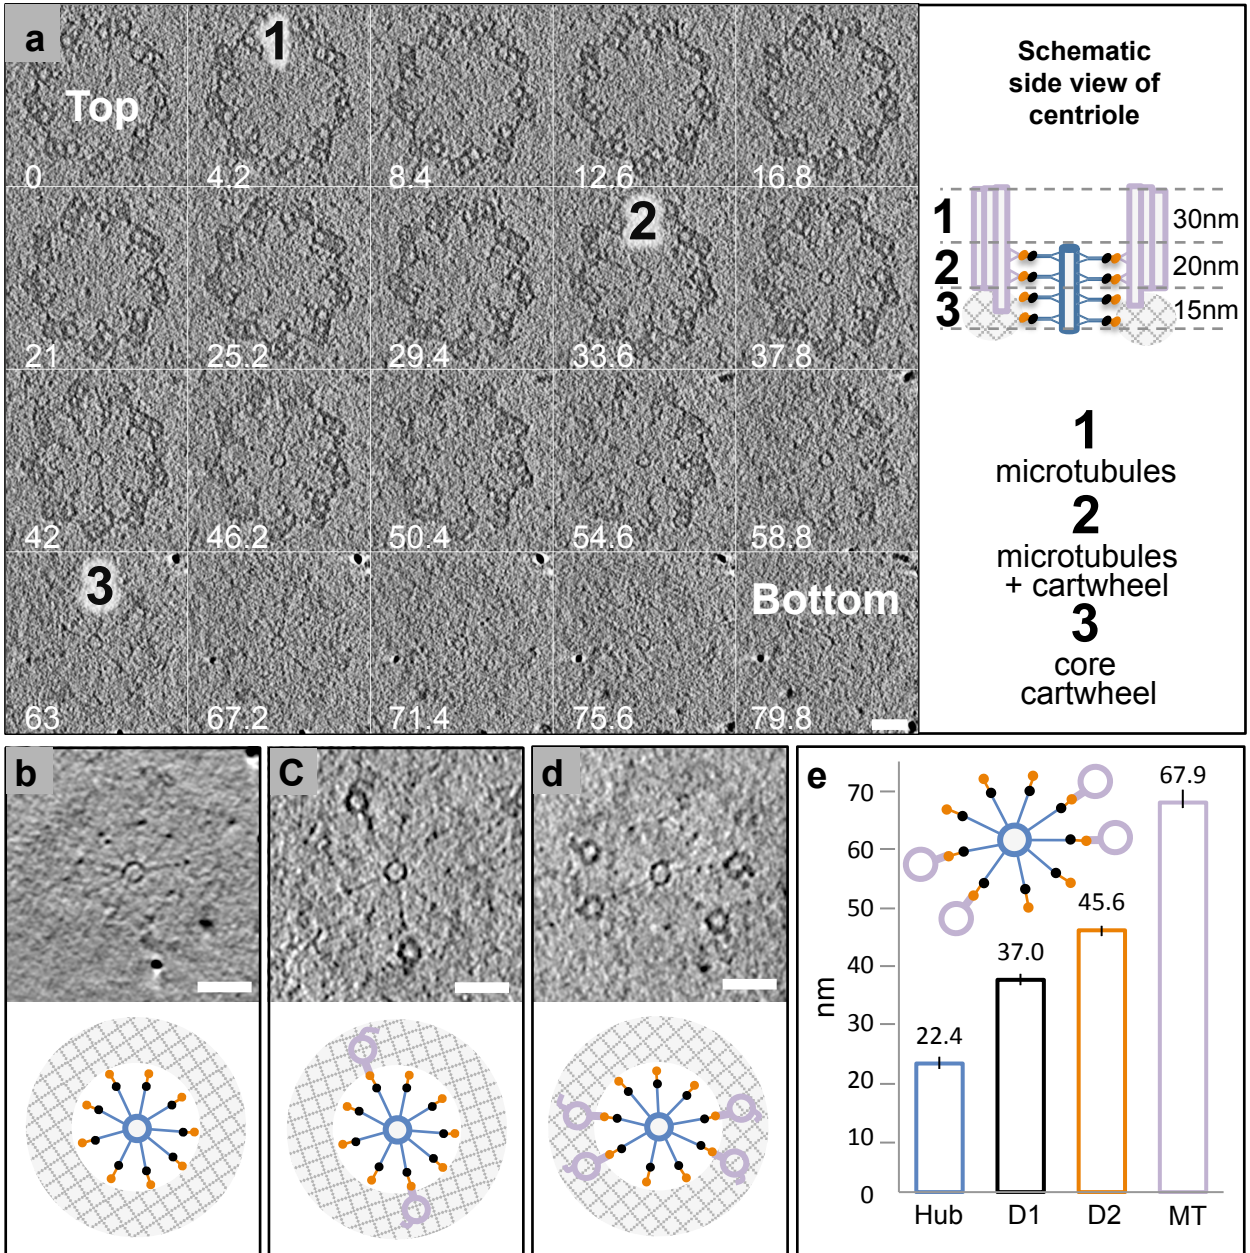 a
Top
1
0
4.2
8.4
12.6
16.8
2
21
25.2
29.4
33.6
37.8
42
46.2
50.4
54.6
58.8
3
Bottom
63
67.2
71.4
75.6
79.8
Schematic
side view of
centriole
1
30nm
2
20nm
3
15nm
1
microtubules
2
microtubules
+ cartwheel
3
core
cartwheel
b
C
d
e
67.9
70
60
45.6
50
37.0
40
nm
30
22.4
20
10
0
Hub
D1
D2
MT